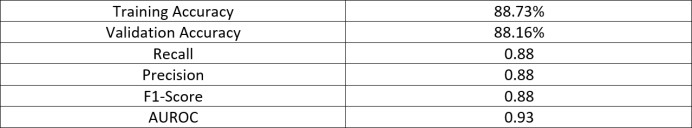 Training Accuracy 88.73%
Validation Accuracy 88.16%
Recall 0.88
Precision 0.88
F1-Score 0.88
AUROC 0.93